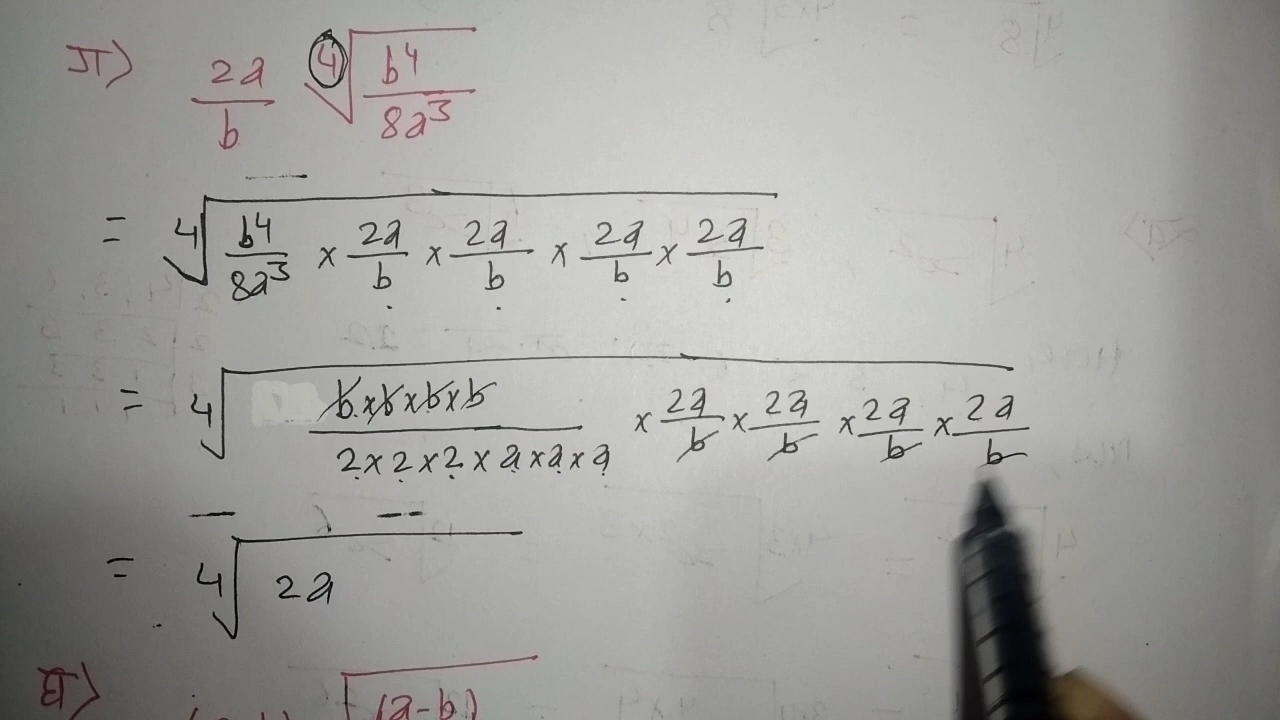 ग) 2a/b ⁴√(b⁴/8a³)
= ⁴√(b⁴/8a³ × 2a/b × 2a/b × 2a/b × 2a/b)
= ⁴√((b×b×b×b)/(2×2×2×a×a×a) × 2a/b × 2a/b × 2a/b × 2a/b)
= ⁴√(2a)
घ) √(a-b)